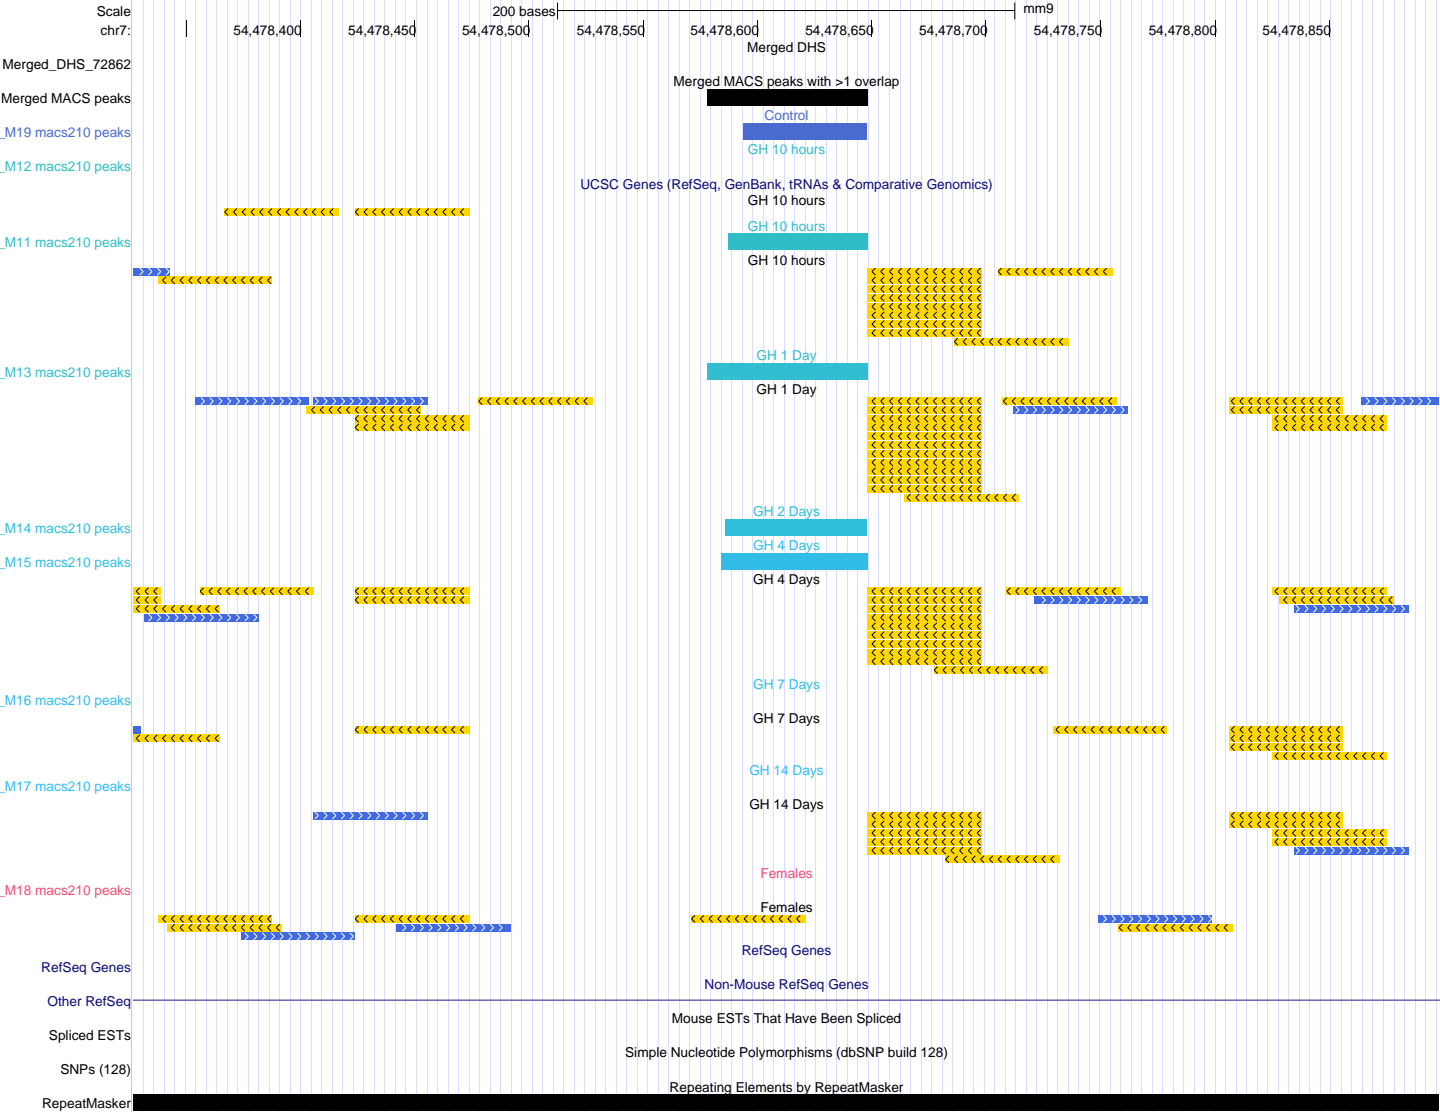 Scale 200 bases mm9
chr7: 54,478,400 54,478,450 54,478,500 54,478,550 54,478,600 54,478,650 54,478,700 54,478,750 54,478,800 54,478,850
Merged DHS
Merged_DHS_72862
Merged MACS peaks with >1 overlap
Merged MACS peaks
Control
_M19 macs210 peaks
GH 10 hours
_M12 macs210 peaks
UCSC Genes (RefSeq, GenBank, tRNAs & Comparative Genomics)
GH 10 hours
GH 10 hours
_M11 macs210 peaks
GH 10 hours
GH 1 Day
_M13 macs210 peaks
GH 1 Day
GH 2 Days
_M14 macs210 peaks
GH 4 Days
_M15 macs210 peaks
GH 4 Days
GH 7 Days
_M16 macs210 peaks
GH 7 Days
GH 14 Days
_M17 macs210 peaks
GH 14 Days
Females
_M18 macs210 peaks
Females
RefSeq Genes
RefSeq Genes
Non-Mouse RefSeq Genes
Other RefSeq
Mouse ESTs That Have Been Spliced
Spliced ESTs
Simple Nucleotide Polymorphisms (dbSNP build 128)
SNPs (128)
Repeating Elements by RepeatMasker
RepeatMasker